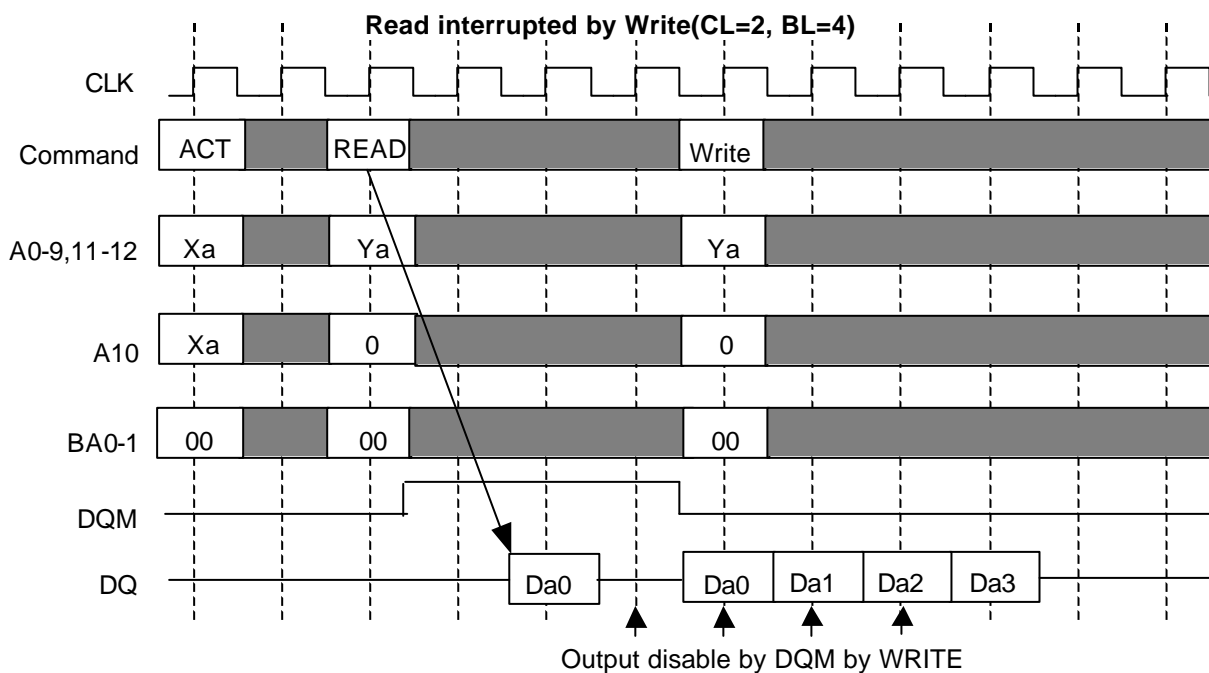 Read interrupted by Write(CL=2, BL=4)
CLK
Command ACT READ Write
A0-9,11-12 Xa Ya Ya
A10 Xa 0 0
BA0-1 00 00 00
DQM
DQ Da0 Da0 Da1 Da2 Da3
Output disable by DQM by WRITE